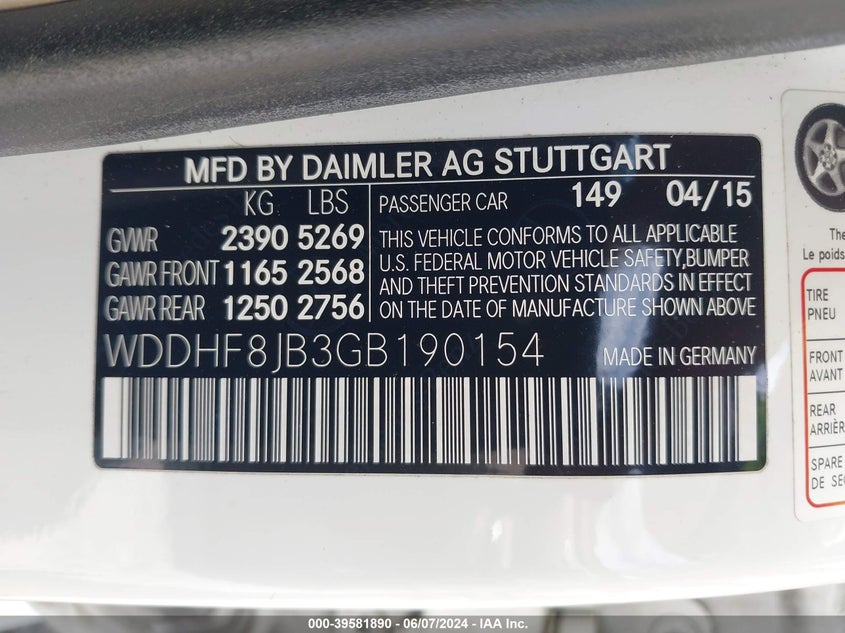 MFD BY DAIMLER AG STUTTGART
KG LBS
GVWR 2390 5269
GAWR FRONT 1165 2568
GAWR REAR 1250 2756
PASSENGER CAR 149 04/15
THIS VEHICLE CONFORMS TO ALL APPLICABLE
U.S. FEDERAL MOTOR VEHICLE SAFETY,BUMPER
AND THEFT PREVENTION STANDARDS IN EFFECT
ON THE DATE OF MANUFACTURE SHOWN ABOVE
WDDHF8JB3GB190154 MADE IN GERMANY
The
Le poids
TIRE
PNEU
FRONT
AVANT
REAR
ARRIÈR
SPARE
DE SEC
000-39581890 - 06/07/2024 - IAA Inc.